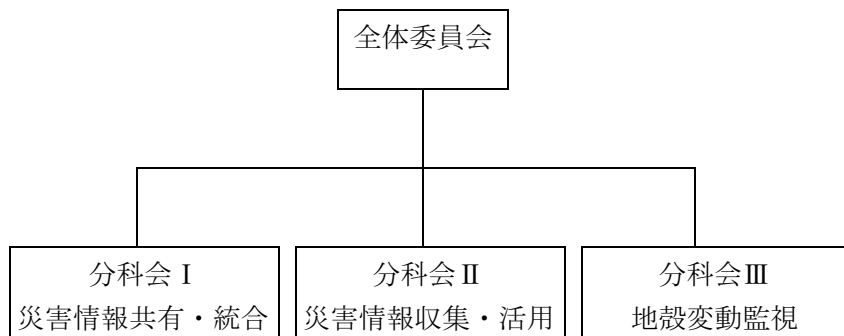 全体委員会
分科会Ⅰ
災害情報共有・統合
分科会Ⅱ
災害情報収集・活用
分科会Ⅲ
地殻変動監視